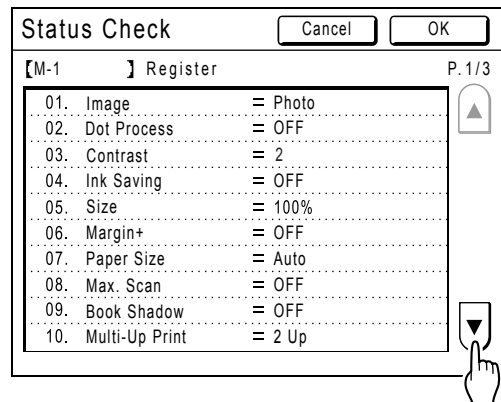 Status Check Cancel OK
【M-1 】 Register P.1/3
01. Image = Photo
02. Dot Process = OFF
03. Contrast = 2
04. Ink Saving = OFF
05. Size = 100%
06. Margin+ = OFF
07. Paper Size = Auto
08. Max. Scan = OFF
09. Book Shadow = OFF
10. Multi-Up Print = 2 Up